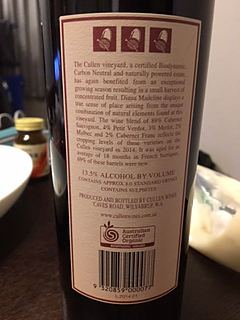 The Cullen vineyard, a certified Biodynamic,
Carbon Neutral and naturally powered estate,
has again benefited from an exceptional
growing season resulting in a small harvest of
concentrated fruit. Diana Madeline displays a
true sense of place arising from the unique
combination of natural elements found at this
vineyard. The wine blend of 89% Cabernet
Sauvignon, 4% Petit Verdot, 3% Merlot, 2%
Malbec and 2% Cabernet Franc reflects the
cropping levels of these varieties on the
Cullen vineyard in 2014. It was aged for an
average of 18 months in French barriques.
69% of these barrels were new.
13.5% ALCOHOL BY VOLUME
CONTAINS APPROX 8.0 STANDARD DRINKS
CONTAINS SULPHITES
PRODUCED AND BOTTLED BY CULLEN WINES
CAVES ROAD, WILYABRUP, WA
www.cullenwines.com.au
Australian
Certified
Organic
9 320859 000077
L 2014 01